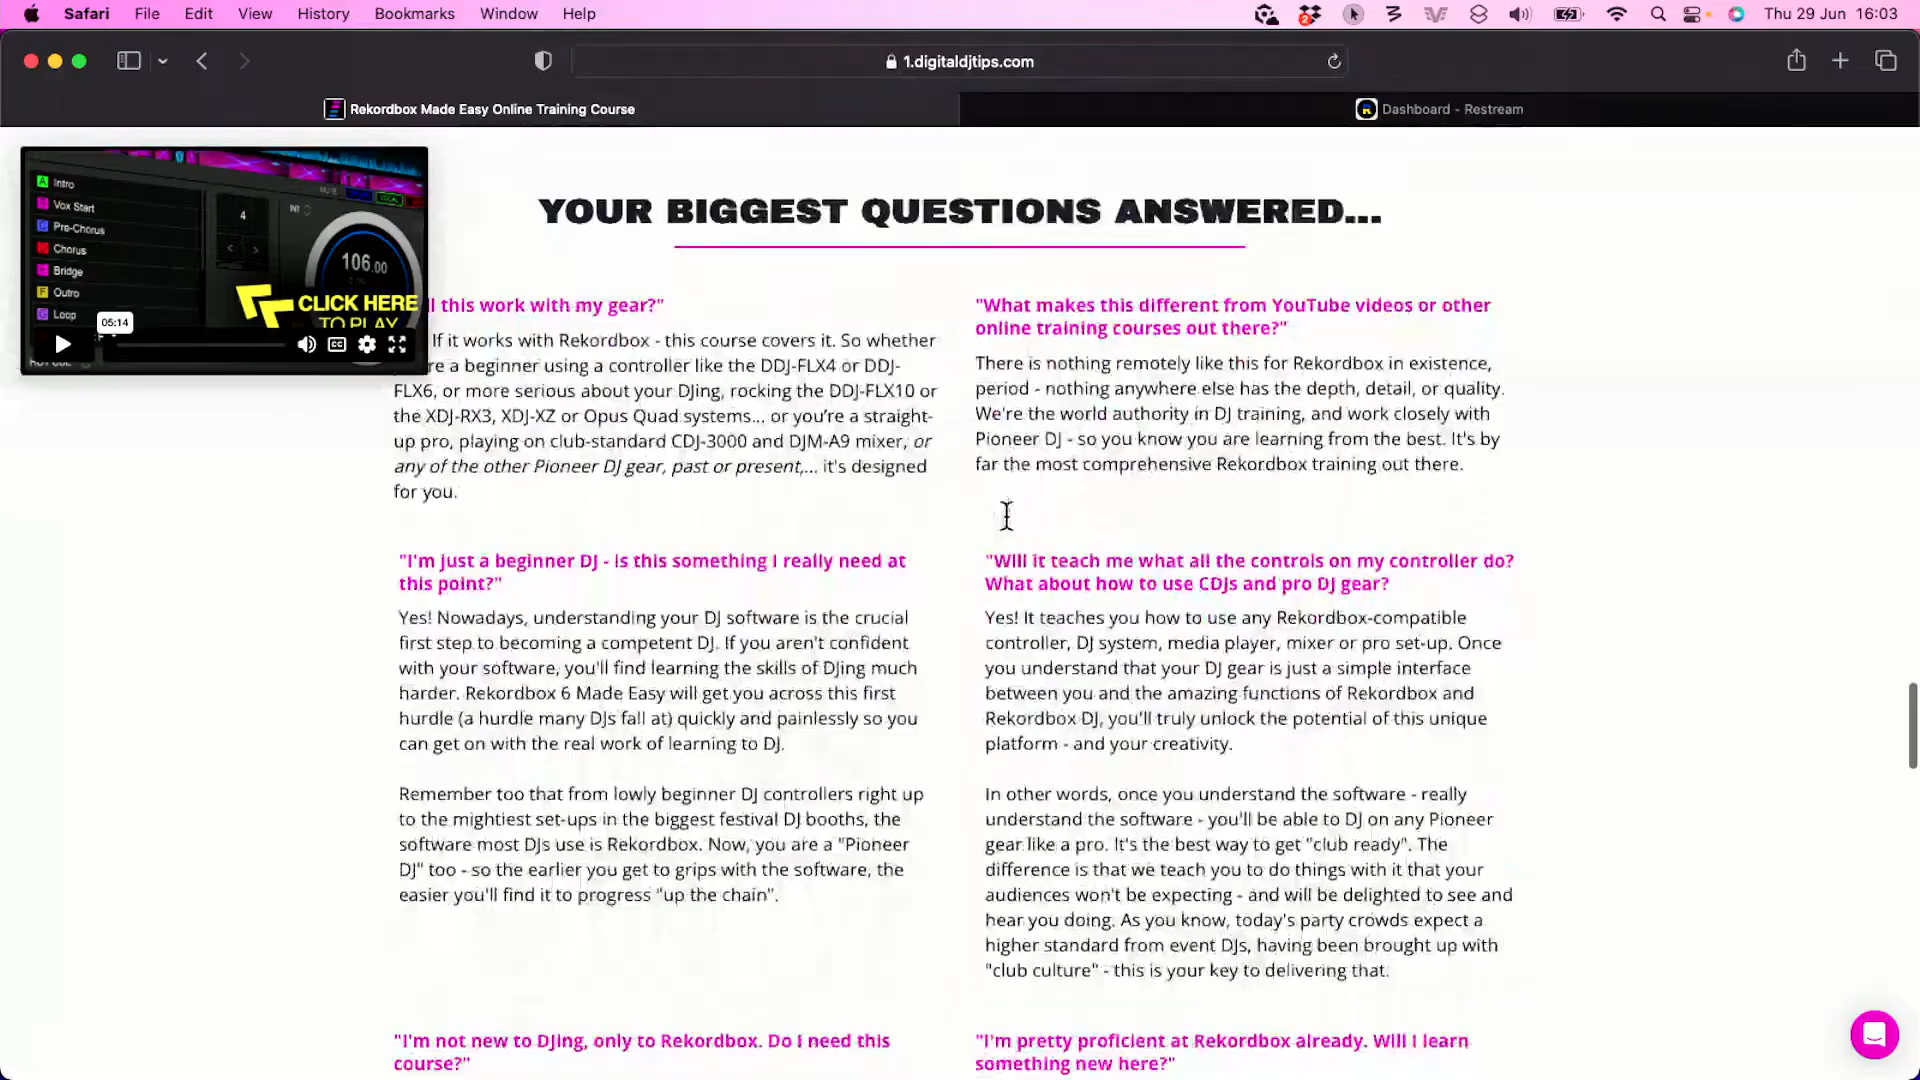 Safari File Edit View History Bookmarks Window Help
2
Thu 29 Jun 16:03
1.digitaldjtips.com
Rekordbox Made Easy Online Training Course
Dashboard - Restream
A Intro
Vox Start
Pre-Chorus
Chorus
Bridge
F Outro
Loop
4
INT
106.00
CLICK HERE
TO PLAY
05:14
CC
YOUR BIGGEST QUESTIONS ANSWERED...
this work with my gear?"
If it works with Rekordbox - this course covers it. So whether
re a beginner using a controller like the DDJ-FLX4 or DDJ-
FLX6, or more serious about your DJing, rocking the DDJ-FLX10 or
the XDJ-RX3, XDJ-XZ or Opus Quad systems... or you're a straight-
up pro, playing on club-standard CDJ-3000 and DJM-A9 mixer, or
any of the other Pioneer DJ gear, past or present,... it's designed
for you.
"What makes this different from YouTube videos or other
online training courses out there?"
There is nothing remotely like this for Rekordbox in existence,
period - nothing anywhere else has the depth, detail, or quality.
We're the world authority in DJ training, and work closely with
Pioneer DJ - so you know you are learning from the best. It's by
far the most comprehensive Rekordbox training out there.
"I'm just a beginner DJ - is this something I really need at
this point?"
Yes! Nowadays, understanding your DJ software is the crucial
first step to becoming a competent DJ. If you aren't confident
with your software, you'll find learning the skills of DJing much
harder. Rekordbox 6 Made Easy will get you across this first
hurdle (a hurdle many DJs fall at) quickly and painlessly so you
can get on with the real work of learning to DJ.
Remember too that from lowly beginner DJ controllers right up
to the mightiest set-ups in the biggest festival DJ booths, the
software most DJs use is Rekordbox. Now, you are a "Pioneer
DJ" too - so the earlier you get to grips with the software, the
easier you'll find it to progress "up the chain".
"Will it teach me what all the controls on my controller do?
What about how to use CDJs and pro DJ gear?
Yes! It teaches you how to use any Rekordbox-compatible
controller, DJ system, media player, mixer or pro set-up. Once
you understand that your DJ gear is just a simple interface
between you and the amazing functions of Rekordbox and
Rekordbox DJ, you'll truly unlock the potential of this unique
platform - and your creativity.
In other words, once you understand the software - really
understand the software - you'll be able to DJ on any Pioneer
gear like a pro. It's the best way to get "club ready". The
difference is that we teach you to do things with it that your
audiences won't be expecting - and will be delighted to see and
hear you doing. As you know, today's party crowds expect a
higher standard from event DJs, having been brought up with
"club culture" - this is your key to delivering that.
"I'm not new to DJing, only to Rekordbox. Do I need this
course?"
"I'm pretty proficient at Rekordbox already. Will I learn
something new here?"